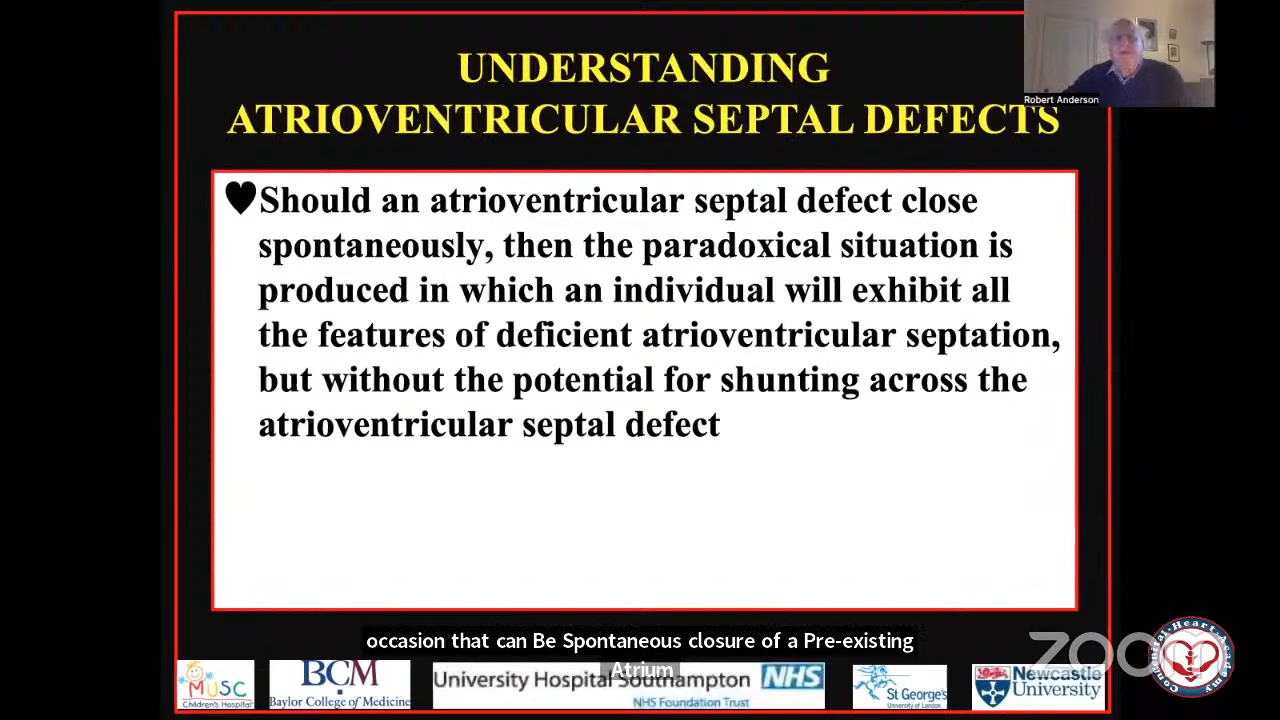 UNDERSTANDING
ATRIOVENTRICULAR SEPTAL DEFECTS
Robert Anderson
Should an atrioventricular septal defect close
spontaneously, then the paradoxical situation is
produced in which an individual will exhibit all
the features of deficient atrioventricular septation,
but without the potential for shunting across the
atrioventricular septal defect
occasion that can Be Spontaneous closure of a Pre-existing
Atrium
MUSC
Children's Hospital
BCM
Baylor College of Medicine
University Hospital Southampton
NHS
NHS Foundation Trust
St George's
University of London
Newcastle
University
zoom
Congenital Heart Academy